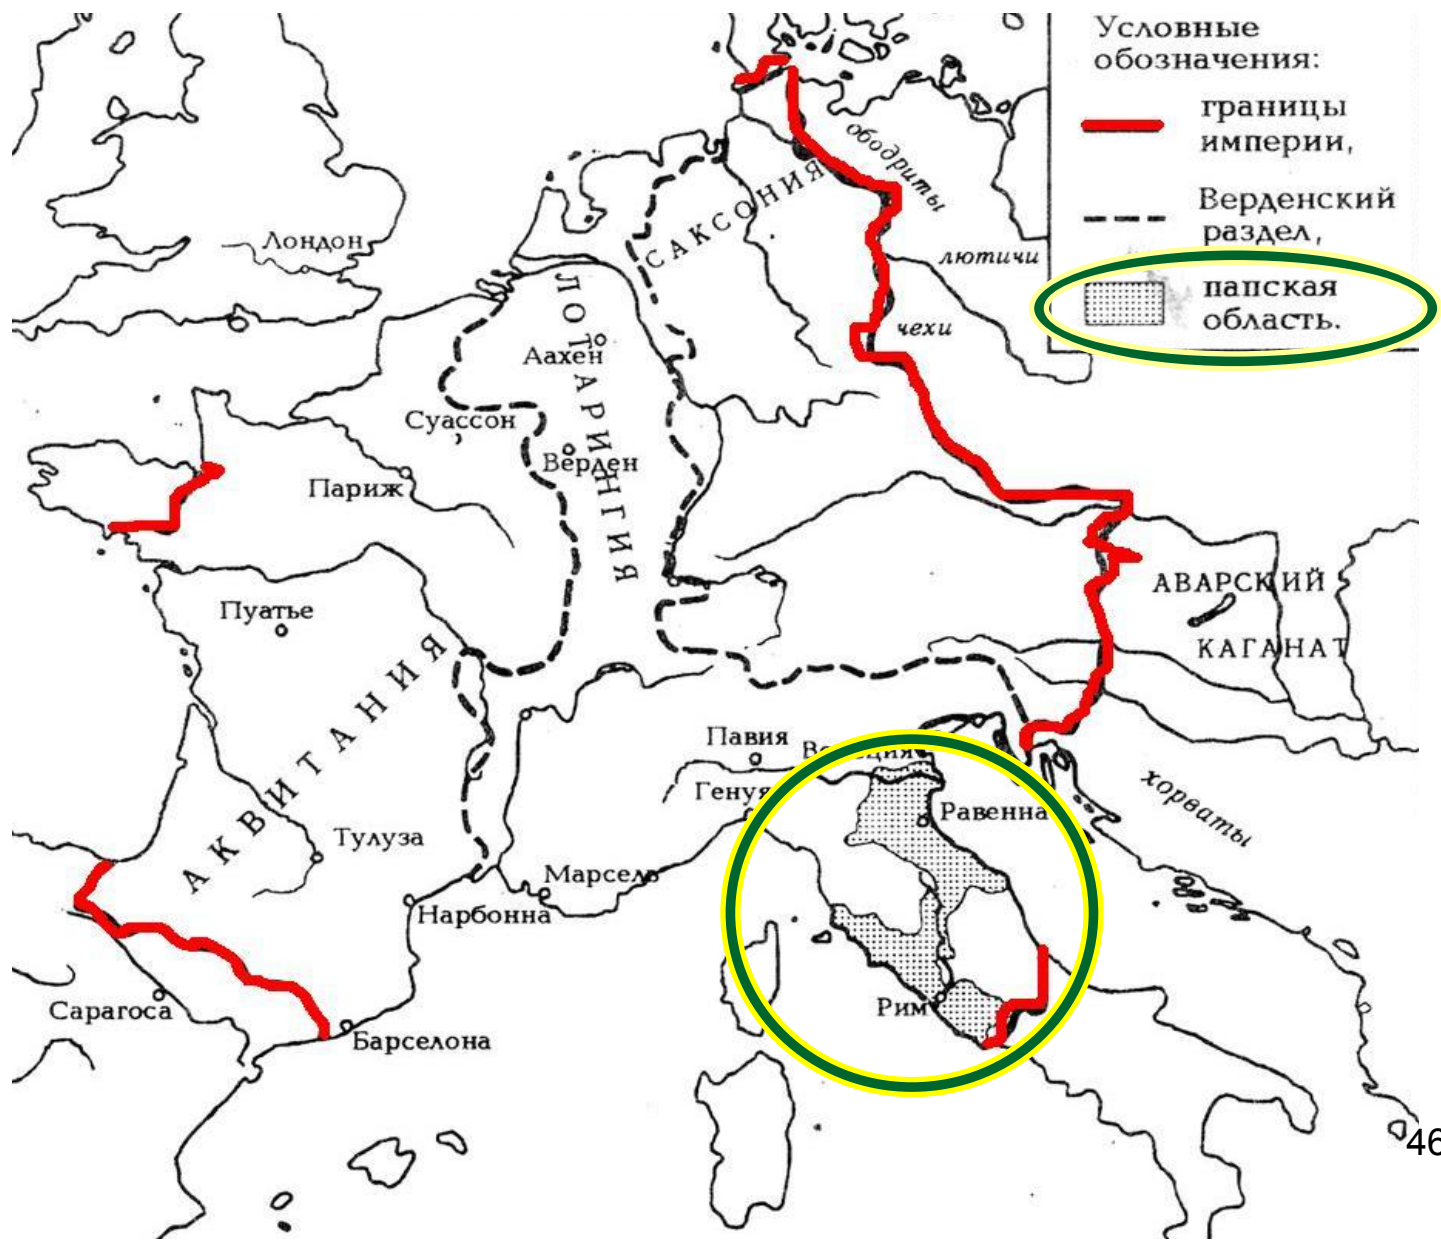 Условные
обозначения:
границы
империи,
Верденский
раздел,
папская
область.
ободриты
САКСОНИЯ
Лондон
лютичи
ЛОТАРИНГИЯ
чехи
Аахен
Суассон
Верден
Париж
АВАРСКИЙ
КАГАНАТ
Пуатье
АКВИТАНИЯ
Павия
Генуя
хорваты
Равенна
Тулуза
Марсель
Нарбонна
Рим
Сарагоса
Барселона
46